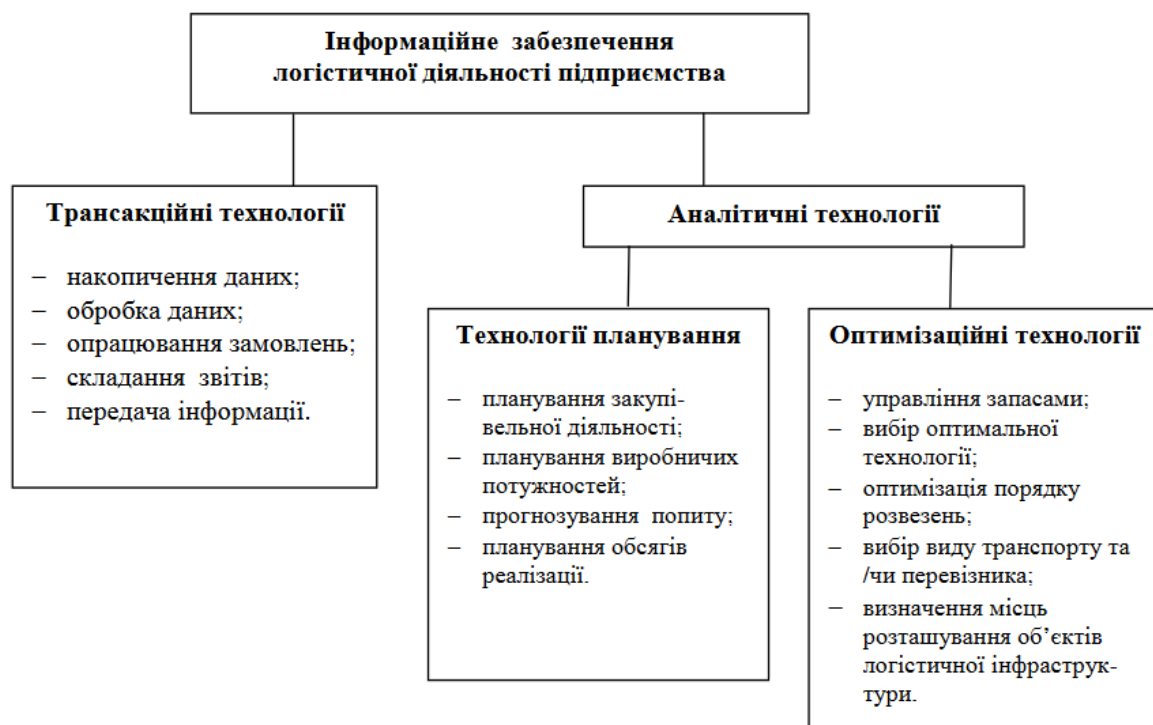 Інформаційне забезпечення
логістичної діяльності підприємства
Трансакційні технології
– накопичення даних;
– обробка даних;
– опрацювання замовлень;
– складання звітів;
– передача інформації.
Аналітичні технології
Технології планування
– планування закупі-
вельної діяльності;
– планування виробничих
потужностей;
– прогнозування попиту;
– планування обсягів
реалізації.
Оптимізаційні технології
– управління запасами;
– вибір оптимальної
технології;
– оптимізація порядку
розвезень;
– вибір виду транспорту та
/чи перевізника;
– визначення місць
розташування об’єктів
логістичної інфраструк-
тури.